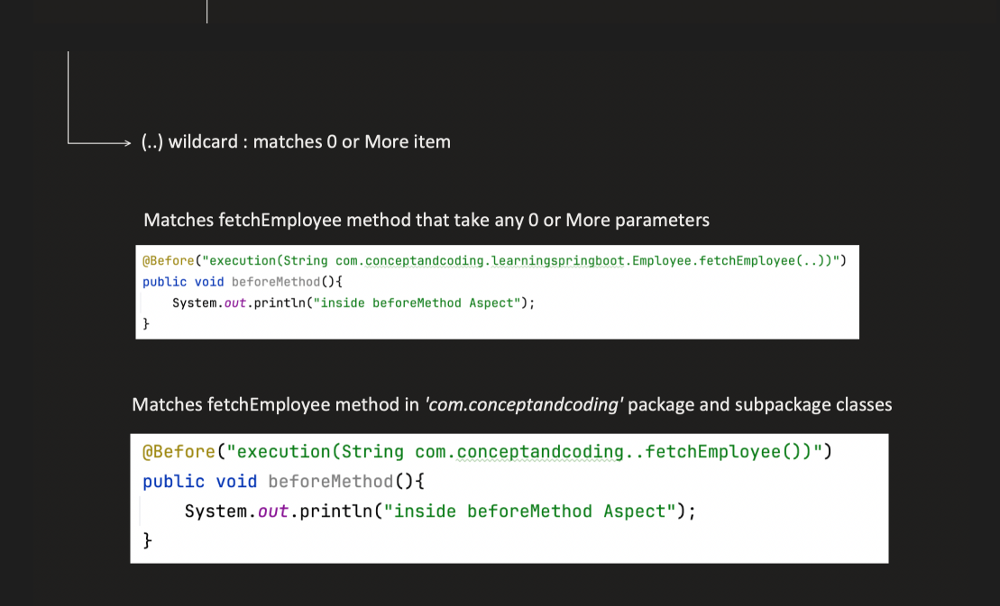 (..) wildcard : matches 0 or More item
Matches fetchEmployee method that take any 0 or More parameters
@Before("execution(String com.conceptandcoding.learningspringboot.Employee.fetchEmployee(..))")
public void beforeMethod(){
    System.out.println("inside beforeMethod Aspect");
}
Matches fetchEmployee method in 'com.conceptandcoding' package and subpackage classes
@Before("execution(String com.conceptandcoding..fetchEmployee())")
public void beforeMethod(){
    System.out.println("inside beforeMethod Aspect");
}